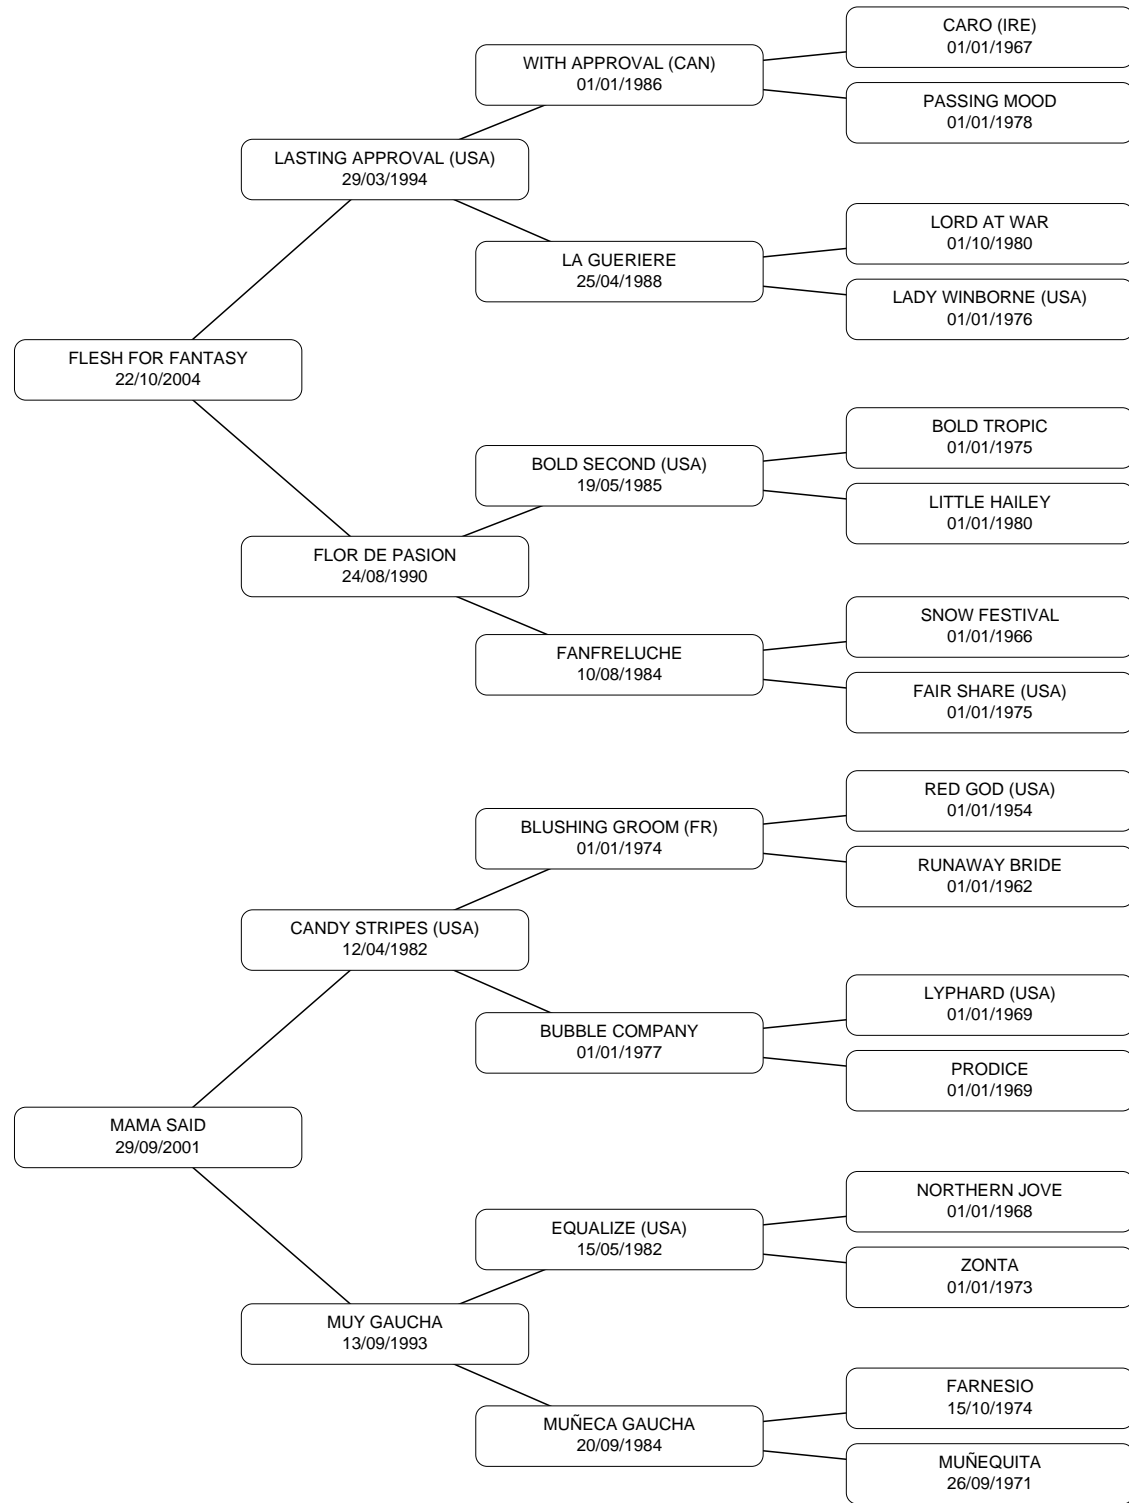 CARO (IRE)
01/01/1967
WITH APPROVAL (CAN)
01/01/1986
PASSING MOOD
01/01/1978
LASTING APPROVAL (USA)
29/03/1994
LORD AT WAR
01/10/1980
LA GUERIERE
25/04/1988
LADY WINBORNE (USA)
01/01/1976
FLESH FOR FANTASY
22/10/2004
BOLD TROPIC
01/01/1975
BOLD SECOND (USA)
19/05/1985
LITTLE HAILEY
01/01/1980
FLOR DE PASION
24/08/1990
SNOW FESTIVAL
01/01/1966
FANFRELUCHE
10/08/1984
FAIR SHARE (USA)
01/01/1975
RED GOD (USA)
01/01/1954
BLUSHING GROOM (FR)
01/01/1974
RUNAWAY BRIDE
01/01/1962
CANDY STRIPES (USA)
12/04/1982
LYPHARD (USA)
01/01/1969
BUBBLE COMPANY
01/01/1977
PRODICE
01/01/1969
MAMA SAID
29/09/2001
NORTHERN JOVE
01/01/1968
EQUALIZE (USA)
15/05/1982
ZONTA
01/01/1973
MUY GAUCHA
13/09/1993
FARNESIO
15/10/1974
MUÑECA GAUCHA
20/09/1984
MUÑEQUITA
26/09/1971